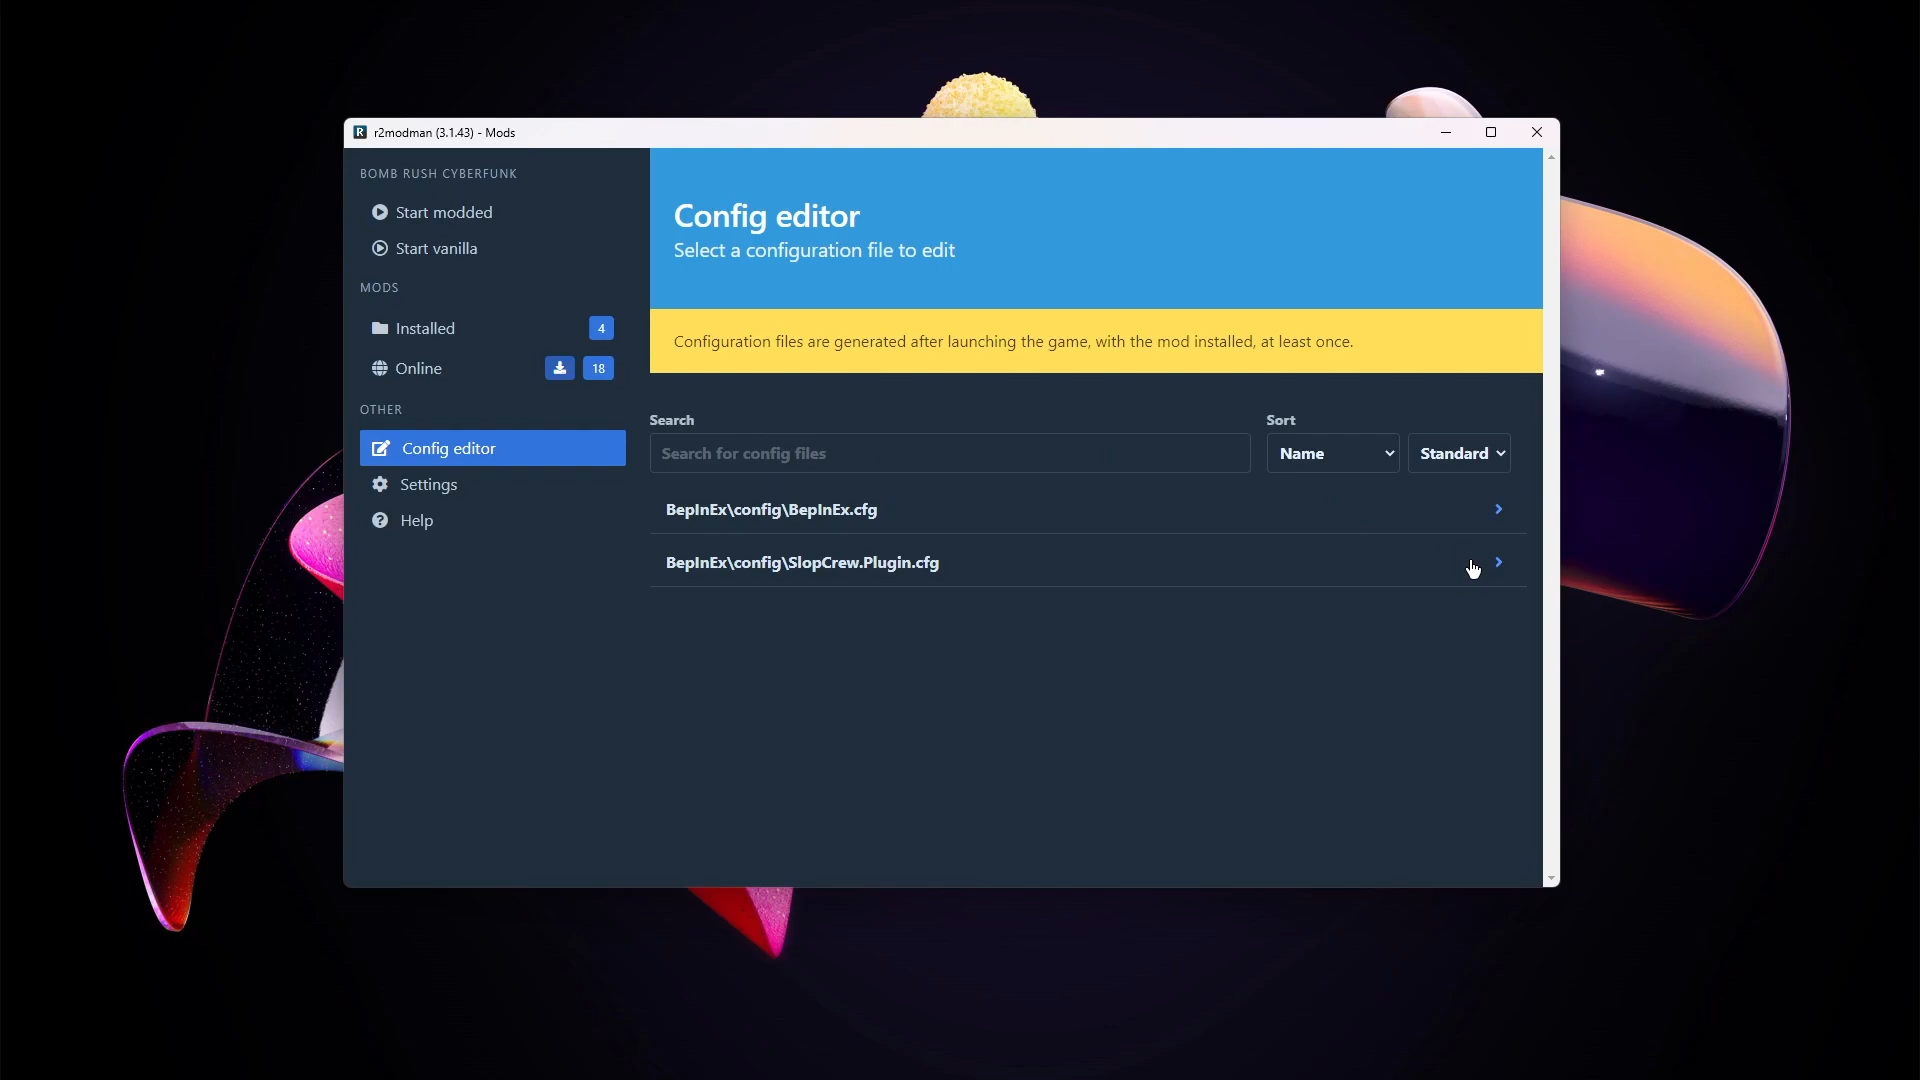 r2modman (3.1.43) - Mods
BOMB RUSH CYBERFUNK
Start modded
Start vanilla
MODS
Installed 4
Online 18
OTHER
Config editor
Settings
Help
Config editor
Select a configuration file to edit
Configuration files are generated after launching the game, with the mod installed, at least once.
Search
Search for config files
Sort
Name Standard
BepInEx\config\BepInEx.cfg
BepInEx\config\SlopCrew.Plugin.cfg